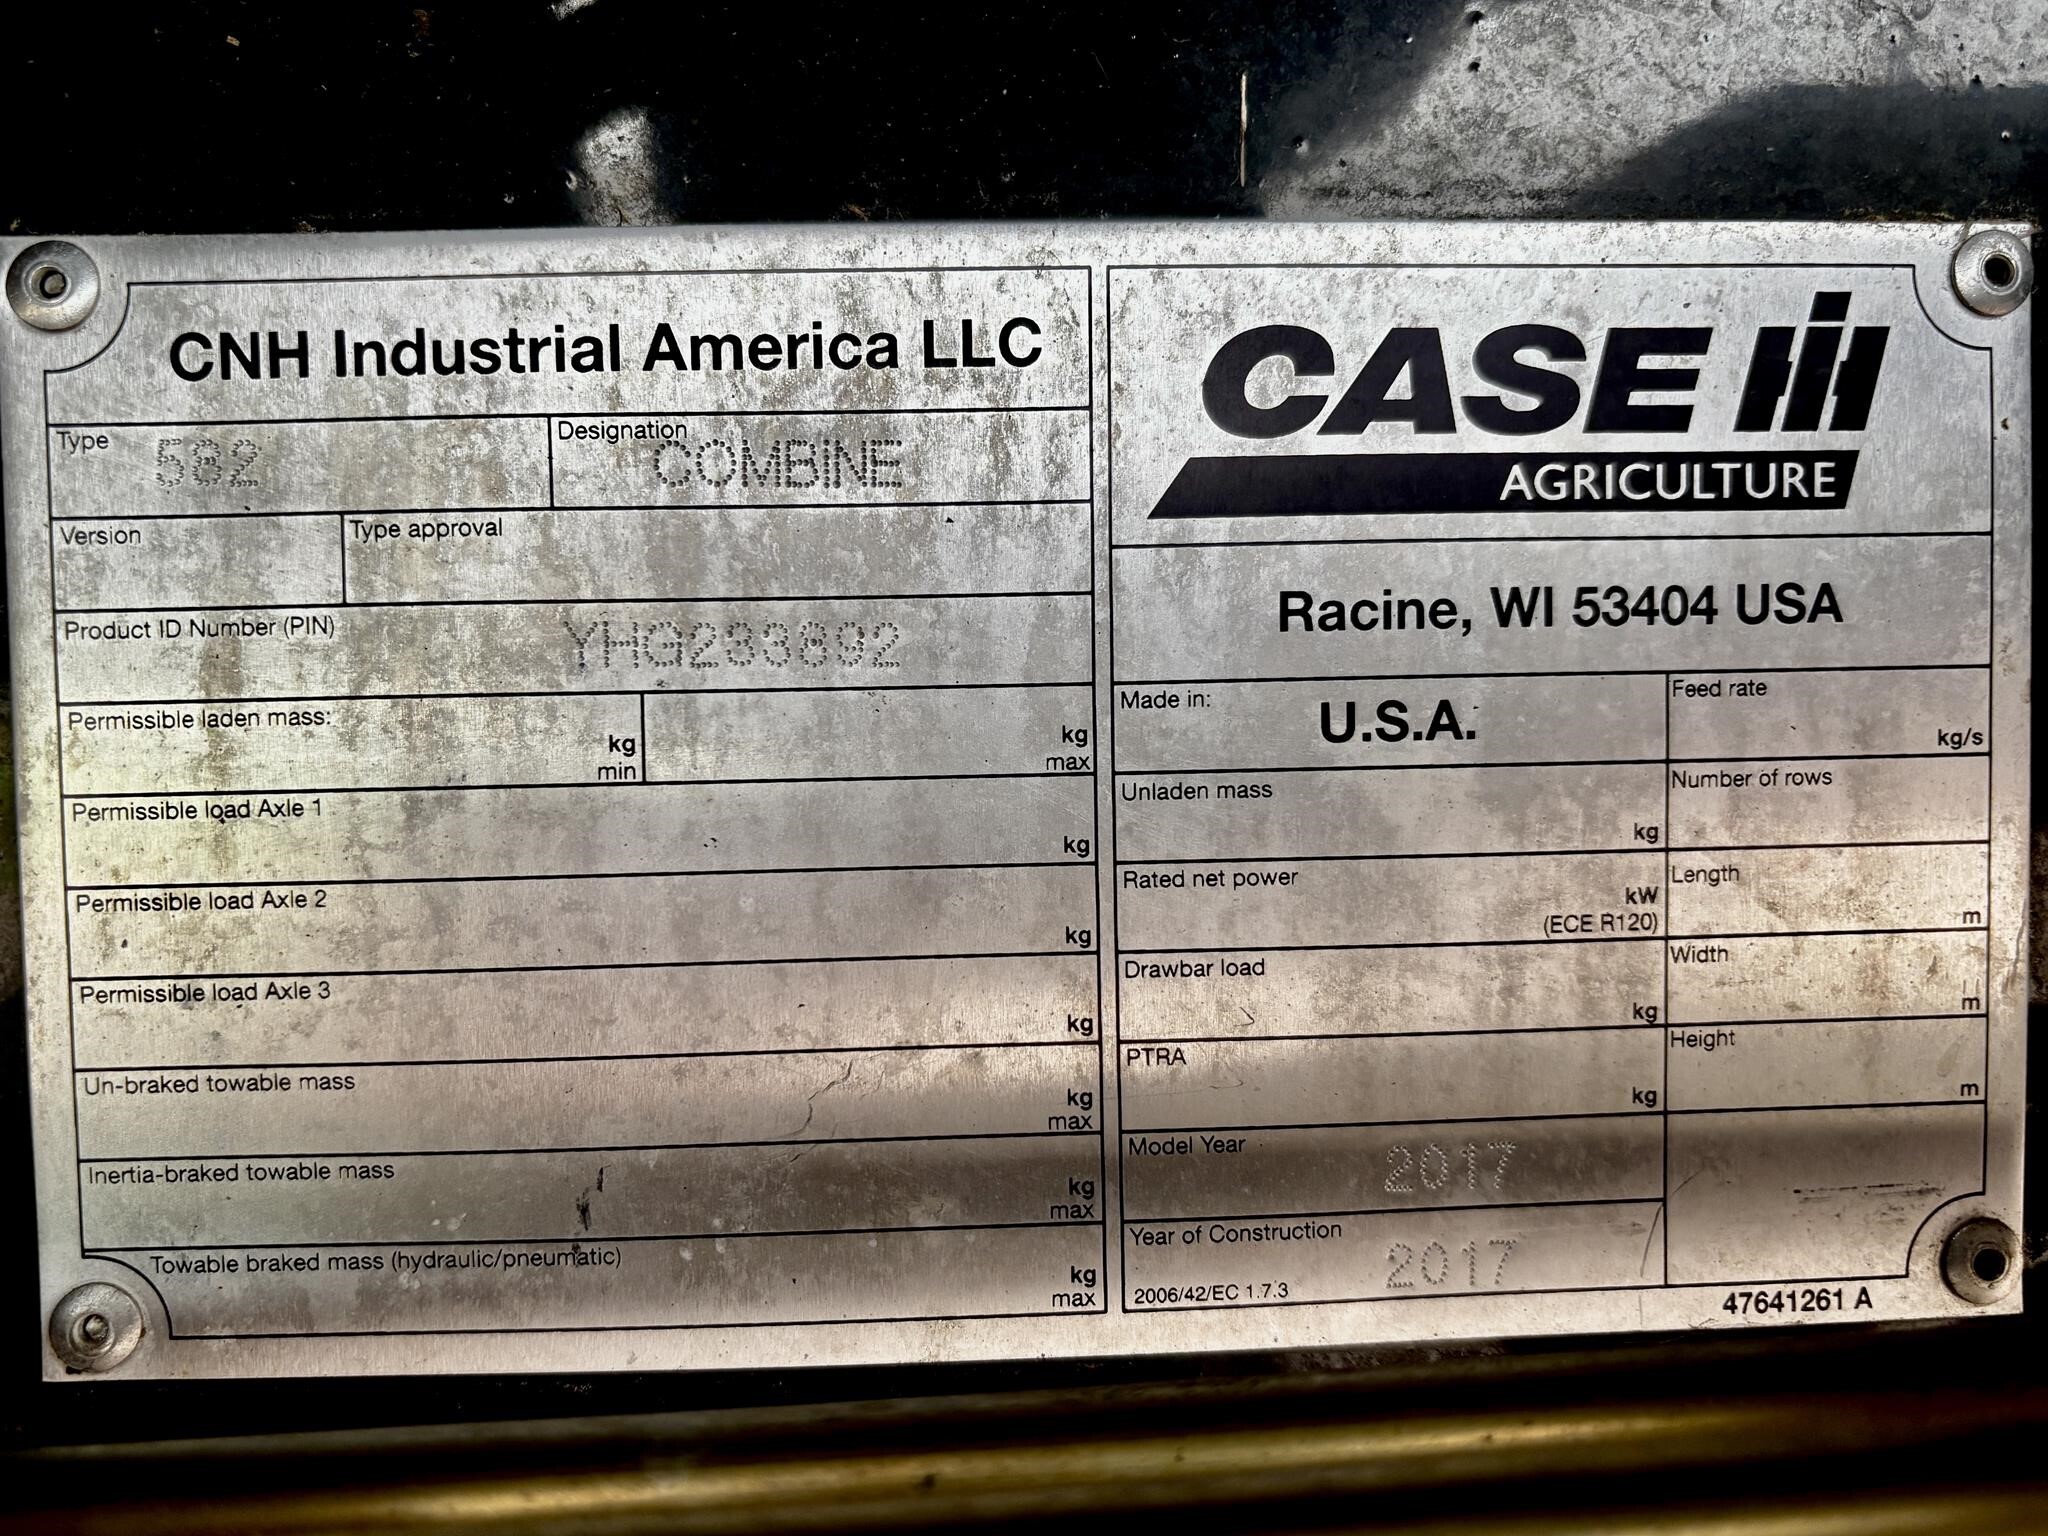 CNH Industrial America LLC
Type
Designation COMBINE
Version
Type approval
Product ID Number (PIN) YHG233892
Permissible laden mass:
kg
min
kg
max
Permissible load Axle 1
kg
Permissible load Axle 2
kg
Permissible load Axle 3
kg
Un-braked towable mass
kg
max
Inertia-braked towable mass
kg
max
Towable braked mass (hydraulic/pneumatic)
kg
max
CASE IH
AGRICULTURE
Racine, WI 53404 USA
Made in: U.S.A.
Feed rate
kg/s
Unladen mass
kg
Number of rows
Rated net power
kW
(ECE R120)
Length
m
Drawbar load
kg
Width
m
PTRA
kg
Height
m
Model Year 2017
Year of Construction 2017
2006/42/EC 1.7.3
47641261 A